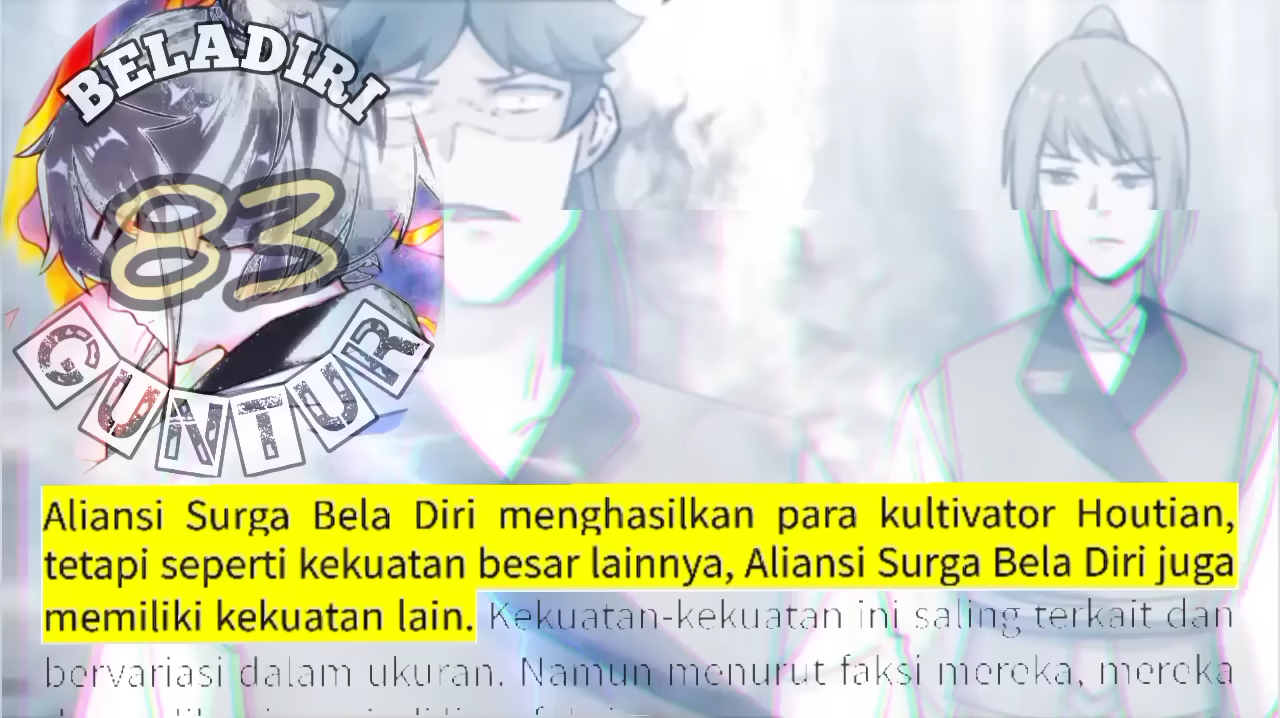 BELADIRI
83
GUNTUR
Aliansi Surga Bela Diri menghasilkan para kultivator Houtian,
tetapi seperti kekuatan besar lainnya, Aliansi Surga Bela Diri juga
memiliki kekuatan lain. Kekuatan-kekuatan ini saling terkait dan
bervariasi dalam ukuran. Namun menurut faksi mereka, mereka